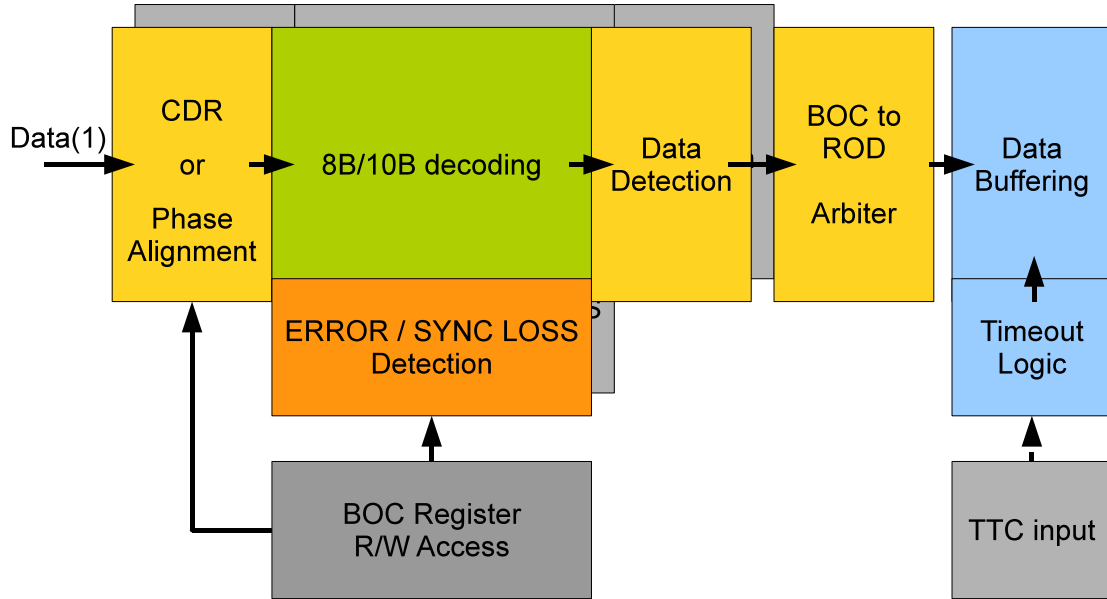 Data(1)
CDR
or
Phase
Alignment
8B/10B decoding
Data
Detection
BOC to
ROD
Arbiter
Data
Buffering
ERROR / SYNC LOSS
Detection
Timeout
Logic
BOC Register
R/W Access
TTC input